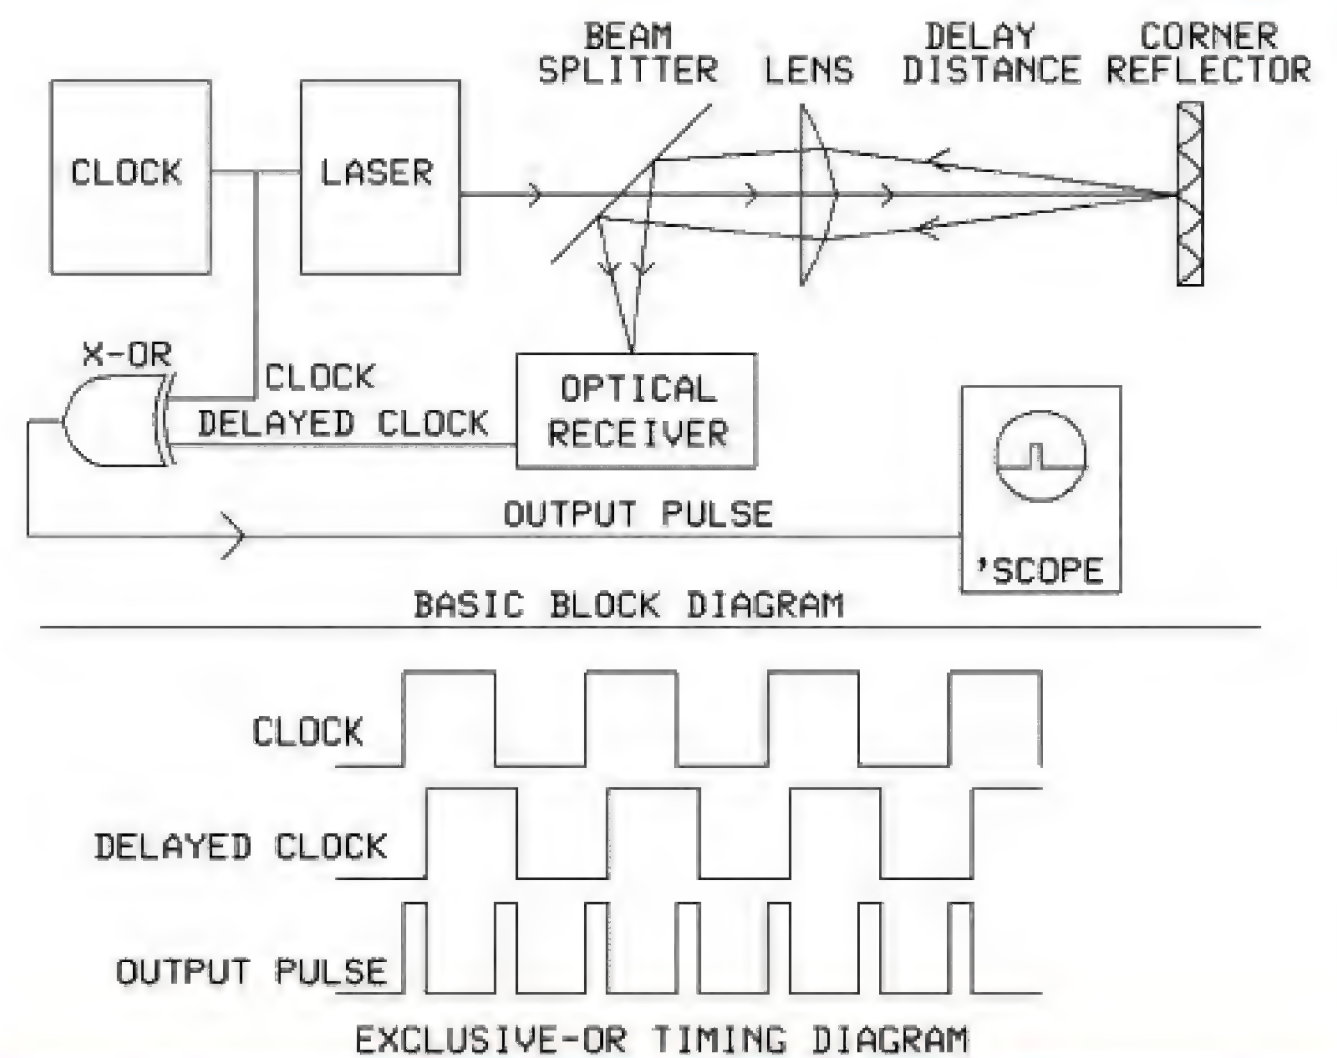 BEAM
SPLITTER
LENS
DELAY
DISTANCE
CORNER
REFLECTOR
CLOCK
LASER
X-OR
CLOCK
DELAYED CLOCK
OPTICAL
RECEIVER
OUTPUT PULSE
'SCOPE
BASIC BLOCK DIAGRAM
CLOCK
DELAYED CLOCK
OUTPUT PULSE
EXCLUSIVE-OR TIMING DIAGRAM